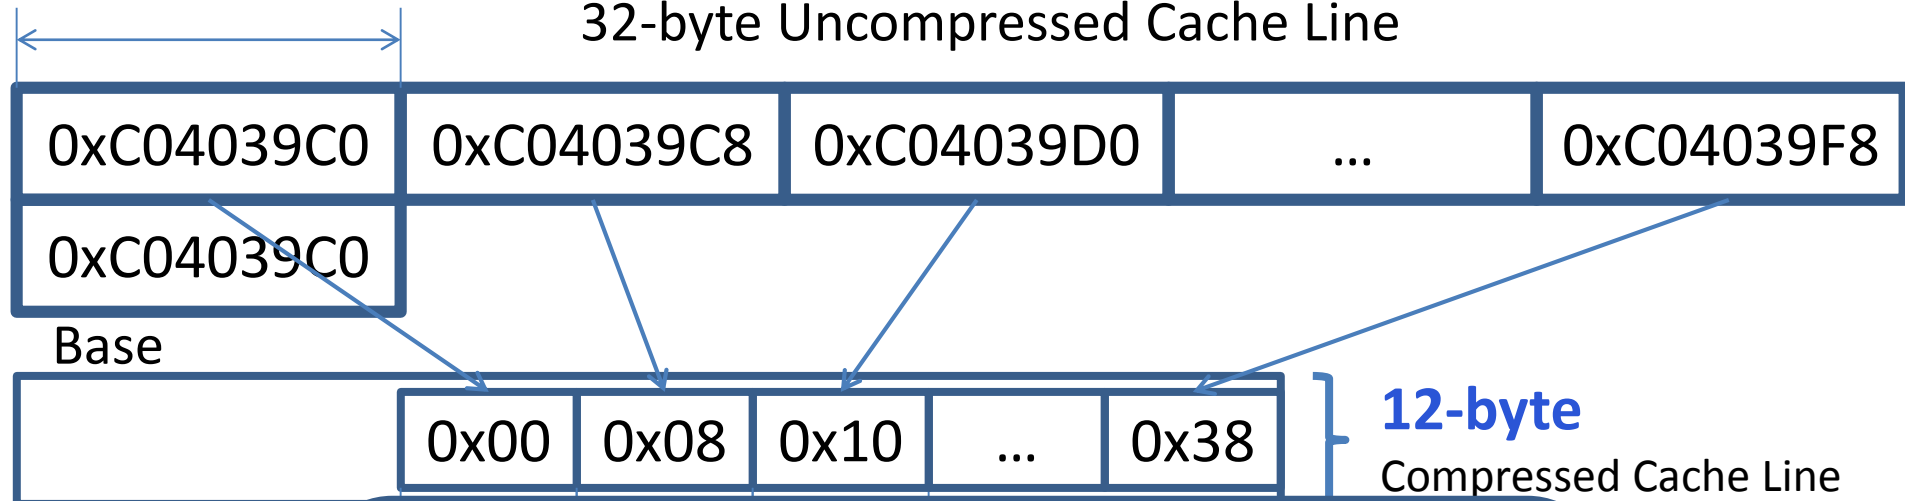 32-byte Uncompressed Cache Line
0xC04039C0 0xC04039C8 0xC04039D0 ... 0xC04039F8
0xC04039C0
Base
0x00 0x08 0x10 ... 0x38
12-byte
Compressed Cache Line